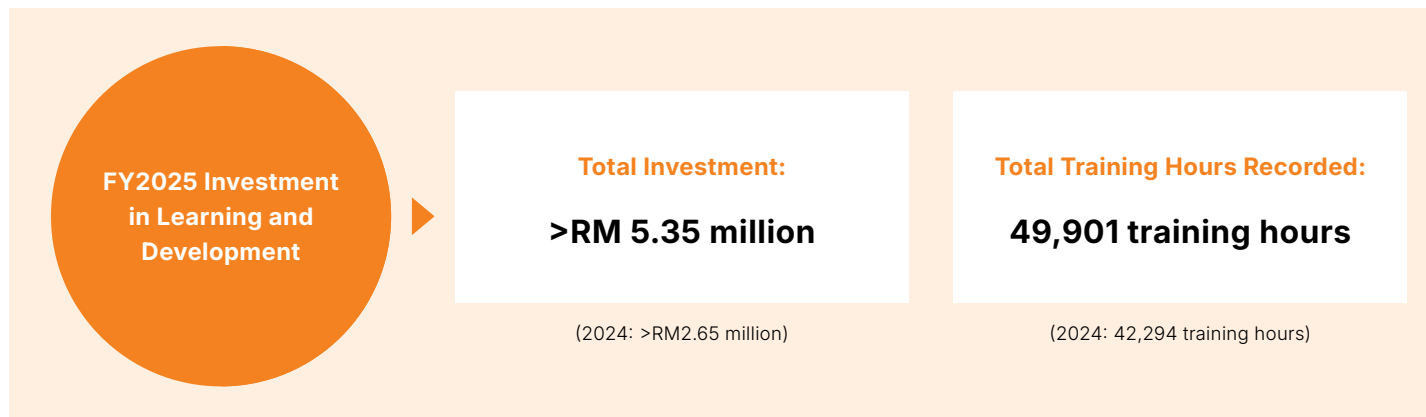 FY2025 Investment
in Learning and
Development
Total Investment:
>RM 5.35 million
(2024: >RM2.65 million)
Total Training Hours Recorded:
49,901 training hours
(2024: 42,294 training hours)